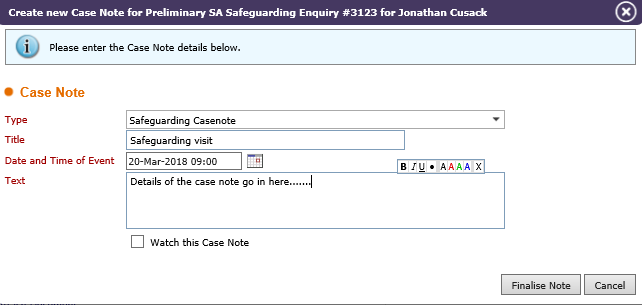 Create new Case Note for Preliminary SA Safeguarding Enquiry #3123 for Jonathan Cusack
Please enter the Case Note details below.
Case Note
Type
Safeguarding Casenote
Title
Safeguarding visit
Date and Time of Event
20-Mar-2018 09:00
B I U • A A A A A X
Text
Details of the case note go in here.......
Watch this Case Note
Finalise Note
Cancel